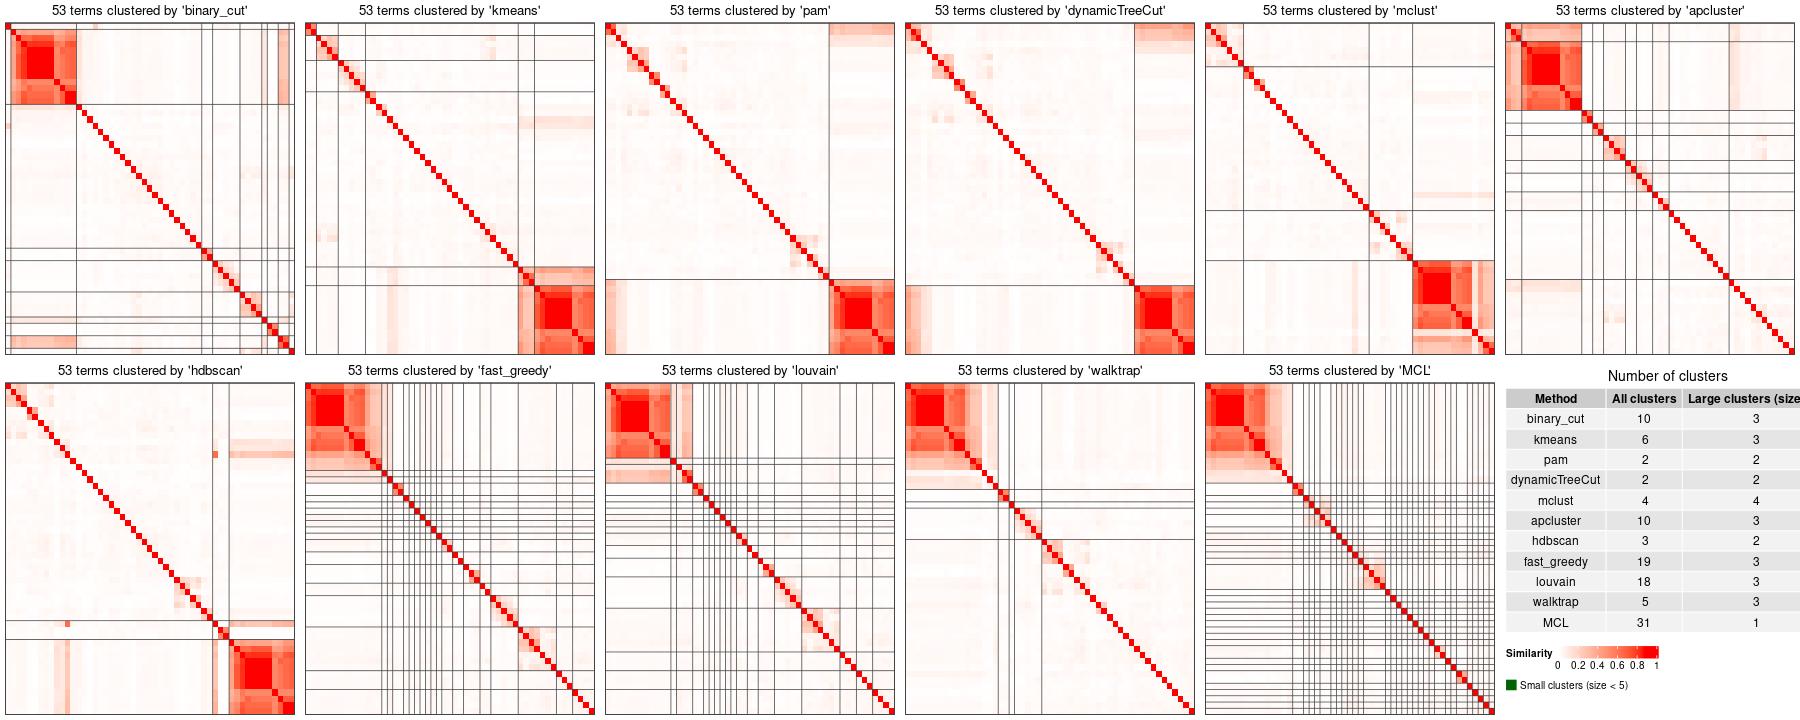 53 terms clustered by 'binary_cut'
53 terms clustered by 'kmeans'
53 terms clustered by 'pam'
53 terms clustered by 'dynamicTreeCut'
53 terms clustered by 'mclust'
53 terms clustered by 'apcluster'
53 terms clustered by 'hdbscan'
53 terms clustered by 'fast_greedy'
53 terms clustered by 'louvain'
53 terms clustered by 'walktrap'
53 terms clustered by 'MCL'
Number of clusters
Method All clusters Large clusters (size
binary_cut 10 3
kmeans 6 3
pam 2 2
dynamicTreeCut 2 2
mclust 4 4
apcluster 10 3
hdbscan 3 2
fast_greedy 19 3
louvain 18 3
walktrap 5 3
MCL 31 1
Similarity
0 0.2 0.4 0.6 0.8 1
Small clusters (size < 5)